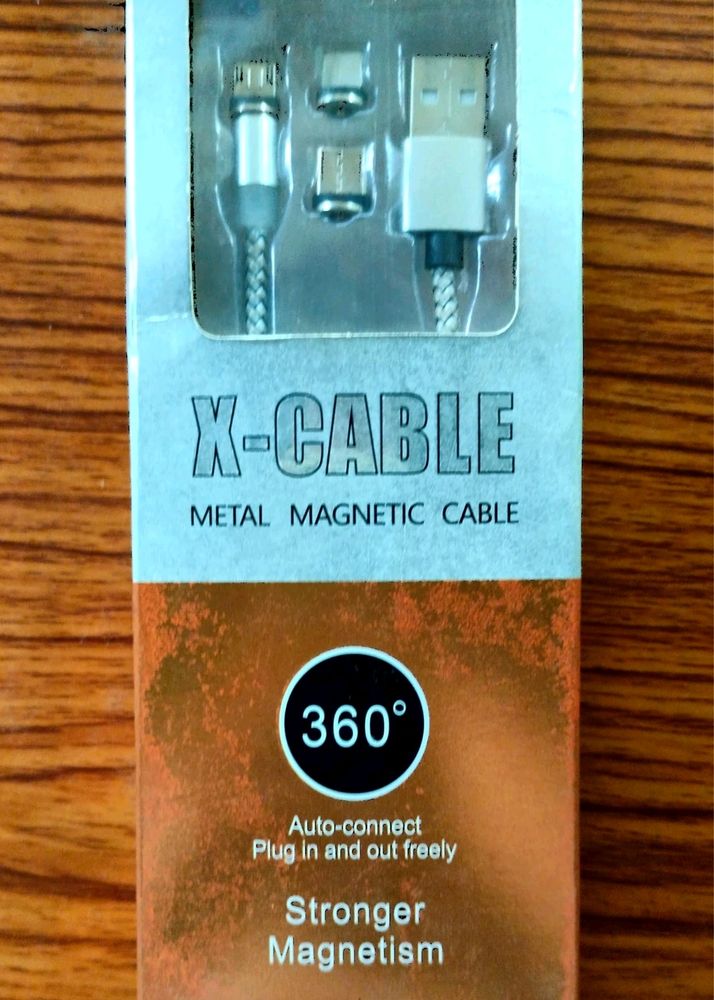 X-CABLE
METAL MAGNETIC CABLE
360°
Auto-connect
Plug in and out freely
Stronger
Magnetism